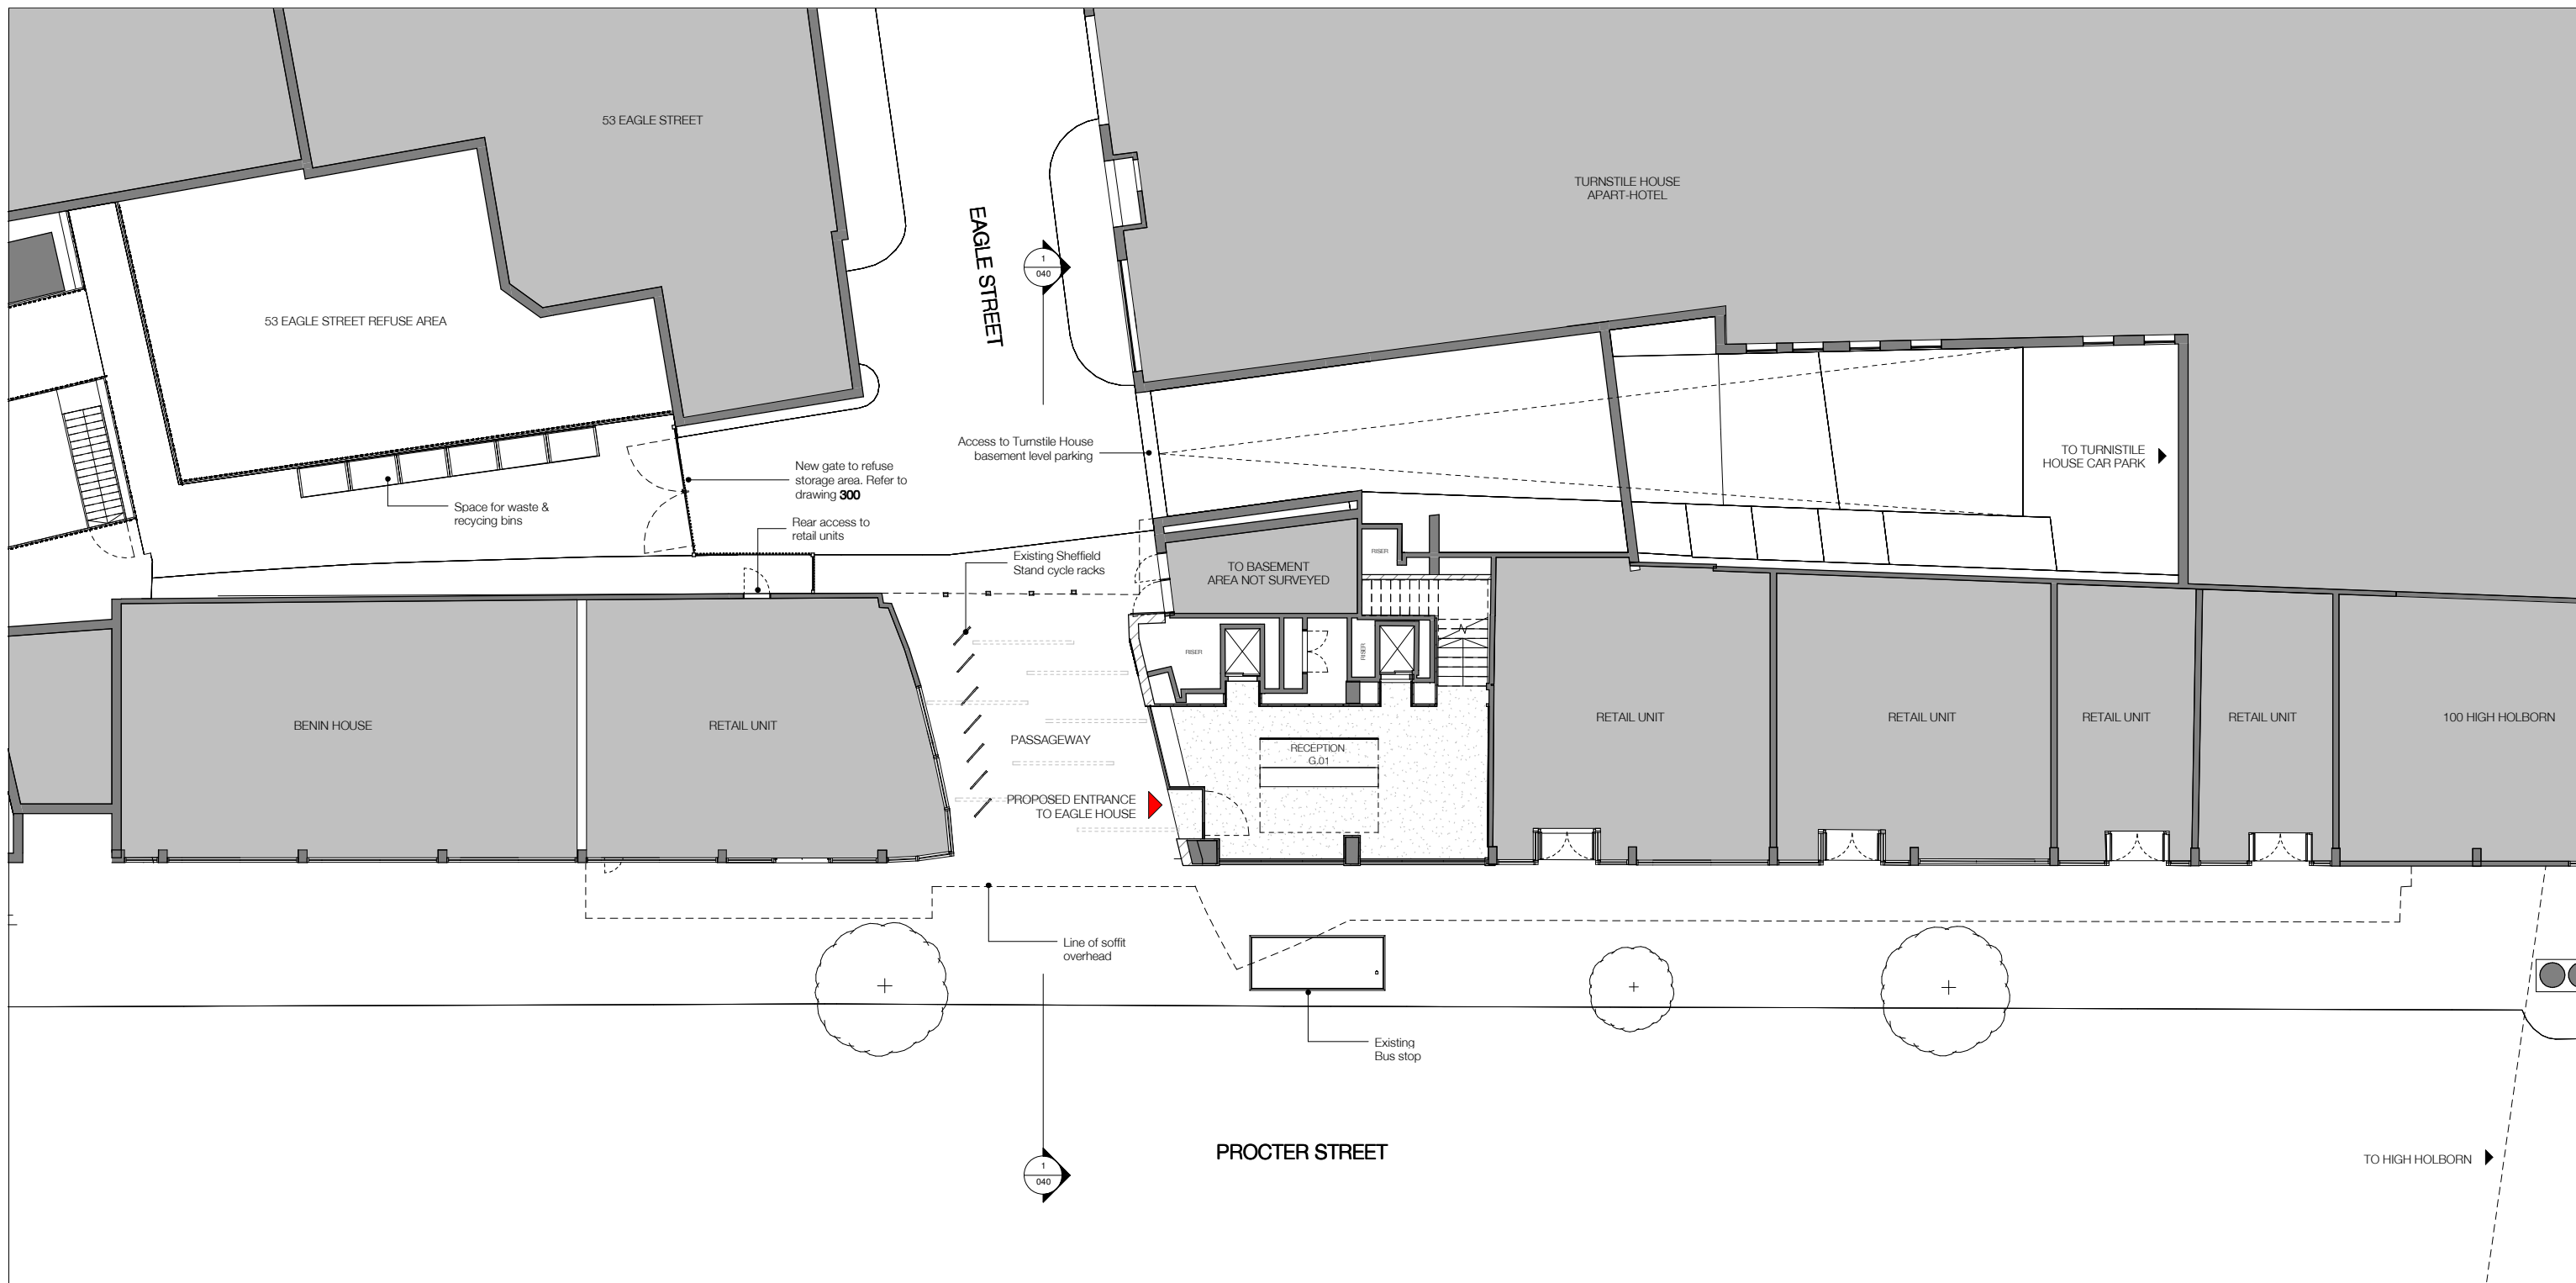 53 EAGLE STREET
TURNSTILE HOUSE
APART-HOTEL
EAGLE STREET
1
040
53 EAGLE STREET REFUSE AREA
Access to Turnstile House
basement level parking
TO TURNISTILE
HOUSE CAR PARK
New gate to refuse
storage area. Refer to
drawing 300
Space for waste &
recycing bins
Rear access to
retail units
Existing Sheffield
Stand cycle racks
RISER
TO BASEMENT
AREA NOT SURVEYED
RISER
RISER
BENIN HOUSE
RETAIL UNIT
PASSAGEWAY
RECEPTION
G.01
RETAIL UNIT
RETAIL UNIT
RETAIL UNIT
RETAIL UNIT
100 HIGH HOLBORN
PROPOSED ENTRANCE
TO EAGLE HOUSE
Line of soffit
overhead
Existing
Bus stop
PROCTER STREET
1
040
TO HIGH HOLBORN